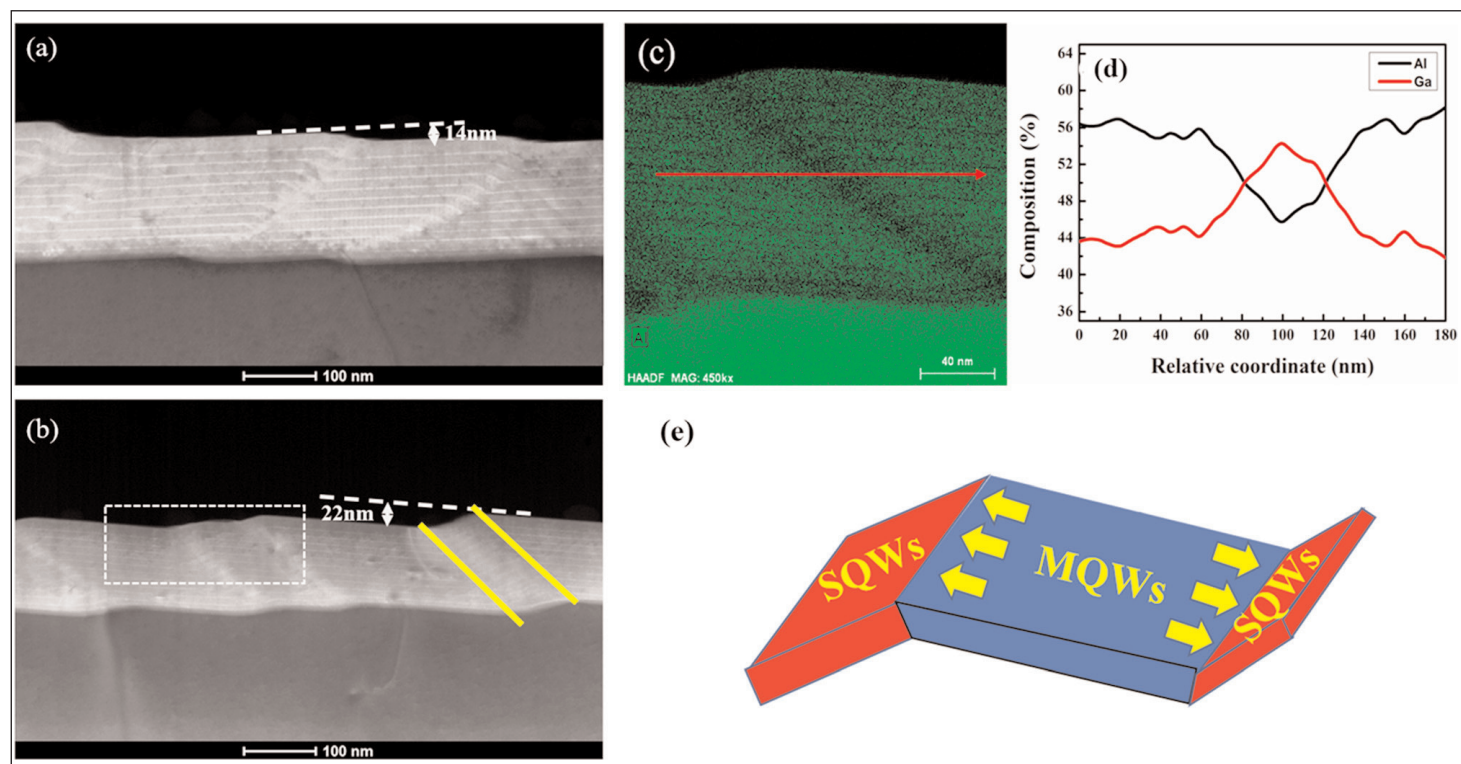 (a)
14nm
100 nm
(b)
22nm
100 nm
(c)
Al
HAADF MAG: 450kx
40 nm
(d)
Al
Ga
64
60
56
52
48
44
40
36
Composition (%)
0 20 40 60 80 100 120 140 160 180
Relative coordinate (nm)
(e)
SQWs
MQWs
SQWs